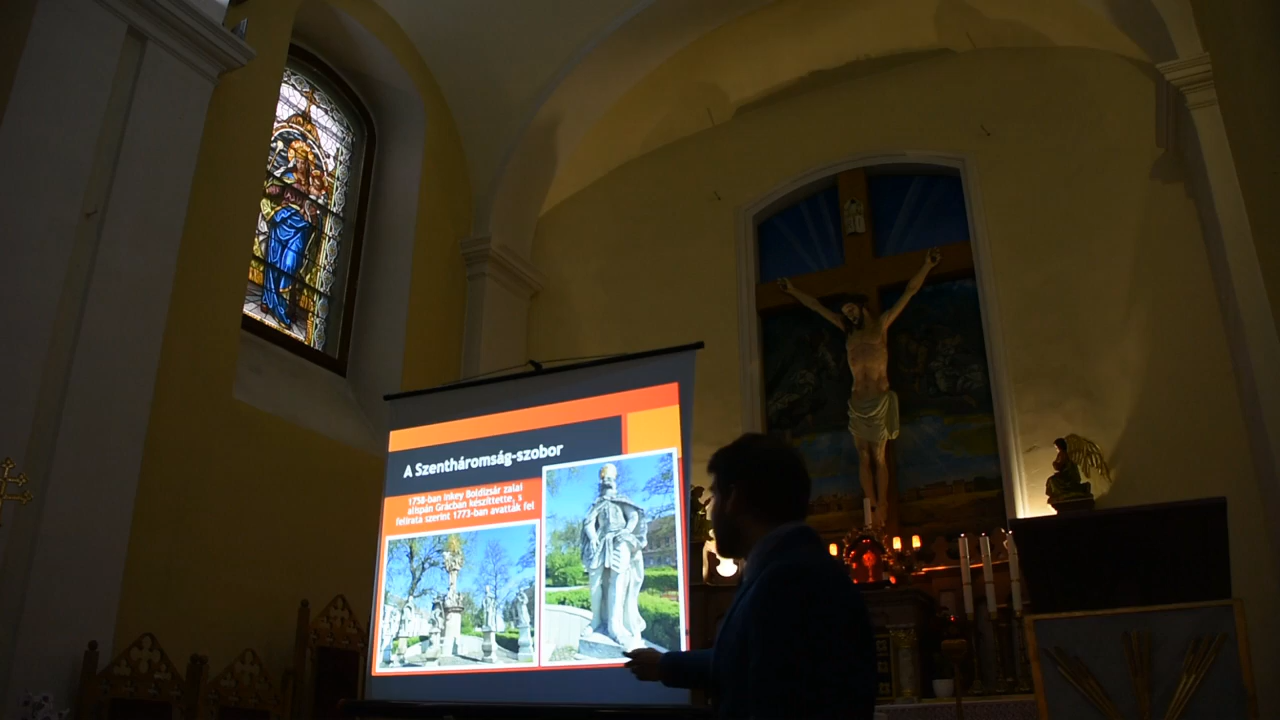 A Szentháromság-szobor
1758-ban Inkey Boldizsár zalai
alispán Grácban készíttette, s
felirata szerint 1773-ban avatták fel